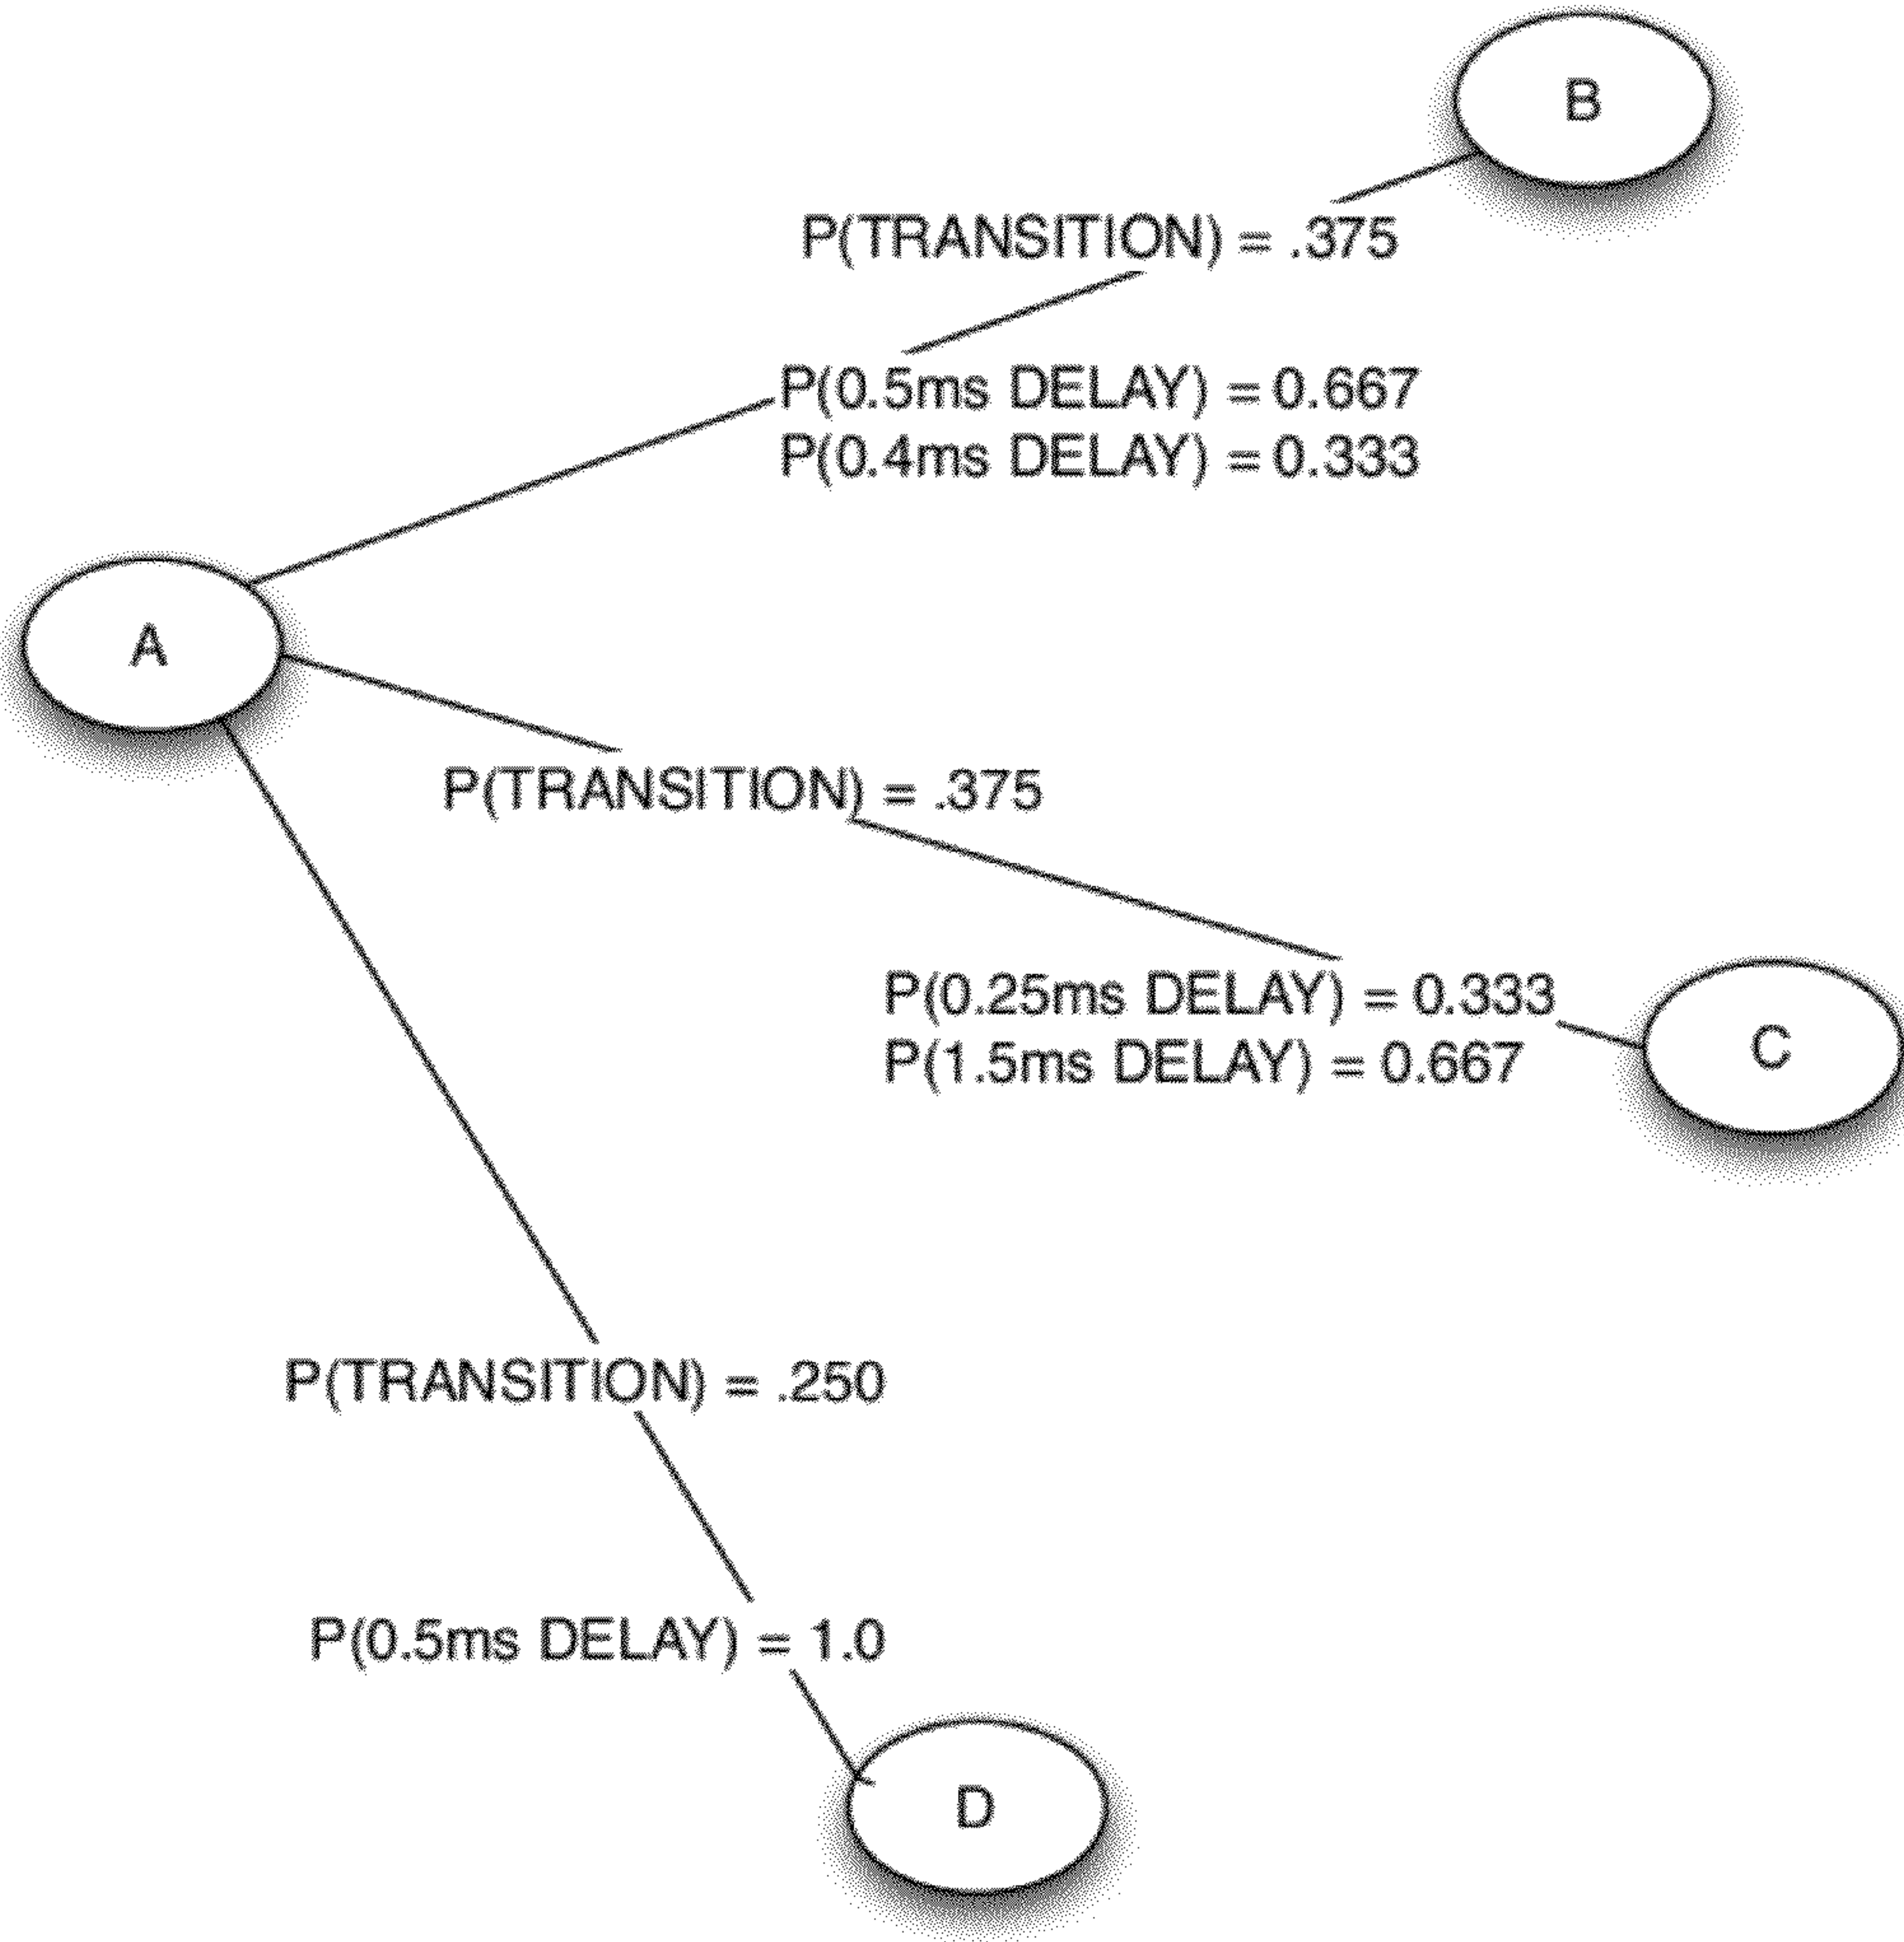 B
P(TRANSITION) = .375
P(0.5ms DELAY) = 0.667
P(0.4ms DELAY) = 0.333
A
P(TRANSITION) = .375
P(0.25ms DELAY) = 0.333
P(1.5ms DELAY) = 0.667
C
P(TRANSITION) = .250
P(0.5ms DELAY) = 1.0
D